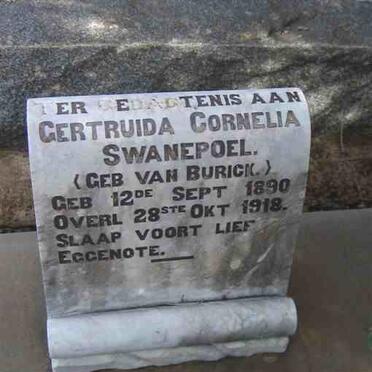 TER GEDAGTENIS AAN
GERTRUIDA CORNELIA
SWANEPOEL.
(GEB VAN BURICK.)
GEB 12DE SEPT 1890
OVERL 28STE OKT 1918.
SLAAP VOORT LIEF
EGGENOTE.